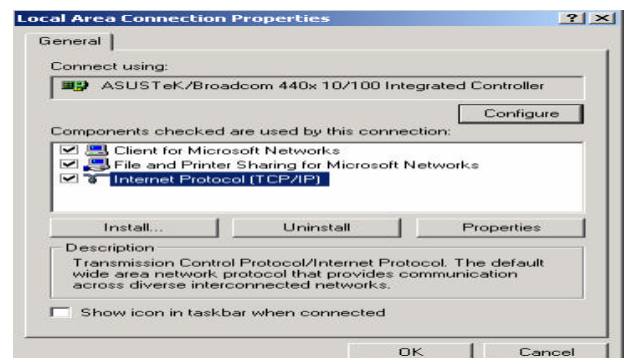 Local Area Connection Properties
General
Connect using:
ASUSTeK/Broadcom 440x 10/100 Integrated Controller
Configure
Components checked are used by this connection:
Client for Microsoft Networks
File and Printer Sharing for Microsoft Networks
Internet Protocol (TCP/IP)
Install... Uninstall Properties
Description
Transmission Control Protocol/Internet Protocol. The default
wide area network protocol that provides communication
across diverse interconnected networks.
Show icon in taskbar when connected
OK Cancel